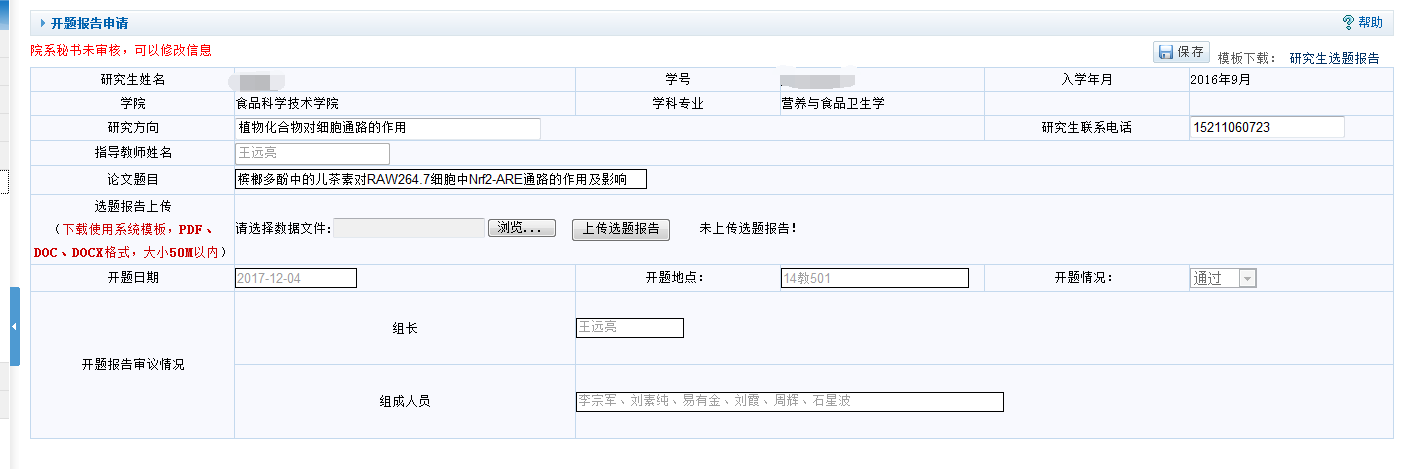 开题报告申请 帮助
院系秘书未审核，可以修改信息 保存 模板下载： 研究生选题报告
研究生姓名 学号 入学年月 2016年9月
学院 食品科学技术学院 学科专业 营养与食品卫生学
研究方向 植物化合物对细胞通路的作用 研究生联系电话 15211060723
指导教师姓名 王远亮
论文题目 槟榔多酚中的儿茶素对RAW264.7细胞中Nrf2-ARE通路的作用及影响
选题报告上传
（下载使用系统模板，PDF、
DOC、DOCX格式，大小50M以内）
请选择数据文件: 浏览... 上传选题报告 未上传选题报告！
开题日期 2017-12-04 开题地点： 14教501 开题情况： 通过
开题报告审议情况
组长 王远亮
组成人员 李宗军、刘素纯、易有金、刘霞、周辉、石星波